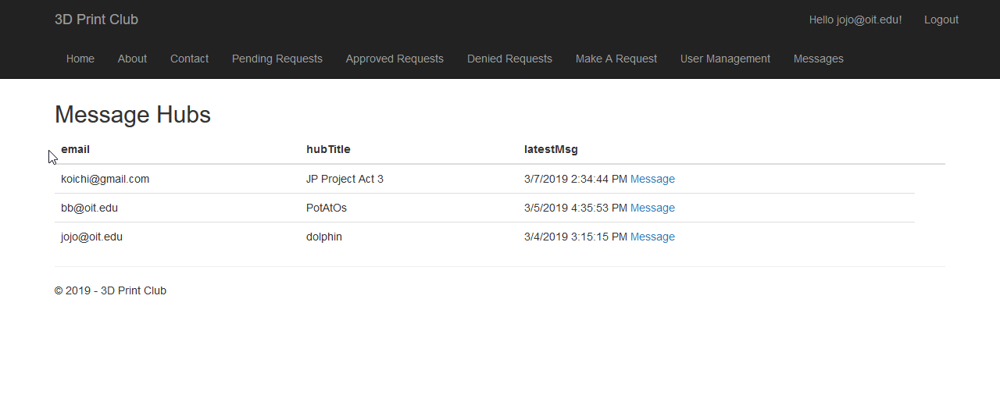 3D Print Club Hello jojo@oit.edu! Logout
Home About Contact Pending Requests Approved Requests Denied Requests Make A Request User Management Messages
Message Hubs
email hubTitle latestMsg
koichi@gmail.com JP Project Act 3 3/7/2019 2:34:44 PM Message
bb@oit.edu PotAtOs 3/5/2019 4:35:53 PM Message
jojo@oit.edu dolphin 3/4/2019 3:15:15 PM Message
© 2019 - 3D Print Club